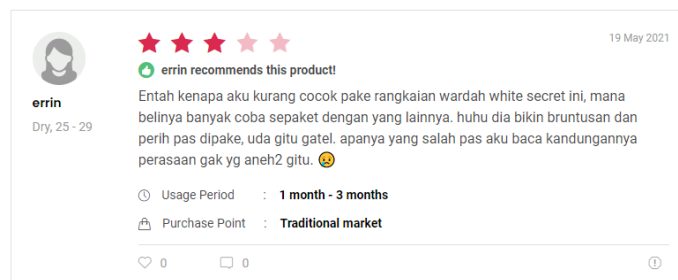 19 May 2021
errin recommends this product!
errin
Dry, 25 - 29
Entah kenapa aku kurang cocok pake rangkaian wardah white secret ini, mana
belinya banyak coba sepaket dengan yang lainnya. huhu dia bikin bruntusan dan
perih pas dipake, uda gitu gatel. apanya yang salah pas aku baca kandungannya
perasaan gak yg aneh2 gitu. 😥
Usage Period : 1 month - 3 months
Purchase Point : Traditional market
0 0